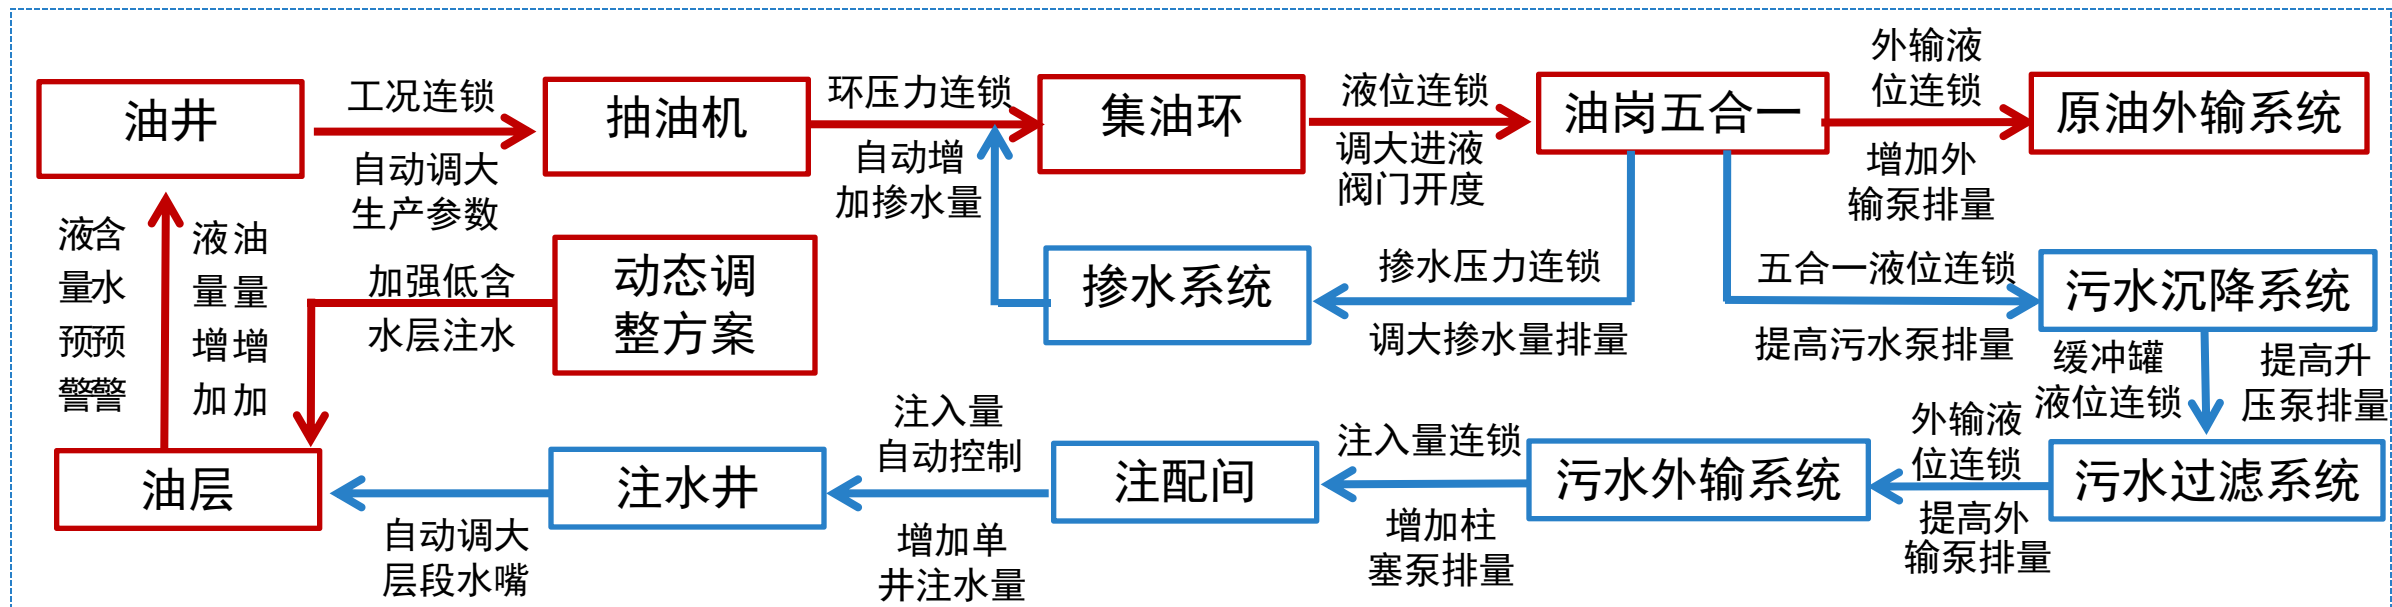 油井
工况连锁
自动调大
生产参数
抽油机
环压力连锁
自动增
加掺水量
集油环
液位连锁
调大进液
阀门开度
油岗五合一
外输液
位连锁
增加外
输泵排量
原油外输系统
液量预警
含水预警
液量增加
油量增加
加强低含
水层注水
动态调
整方案
掺水系统
掺水压力连锁
调大掺水量排量
五合一液位连锁
提高污水泵排量
污水沉降系统
缓冲罐
液位连锁
提高升
压泵排量
油层
自动调大
层段水嘴
注水井
注入量
自动控制
增加单
井注水量
注配间
注入量连锁
增加柱
塞泵排量
污水外输系统
外输液
位连锁
提高外
输泵排量
污水过滤系统